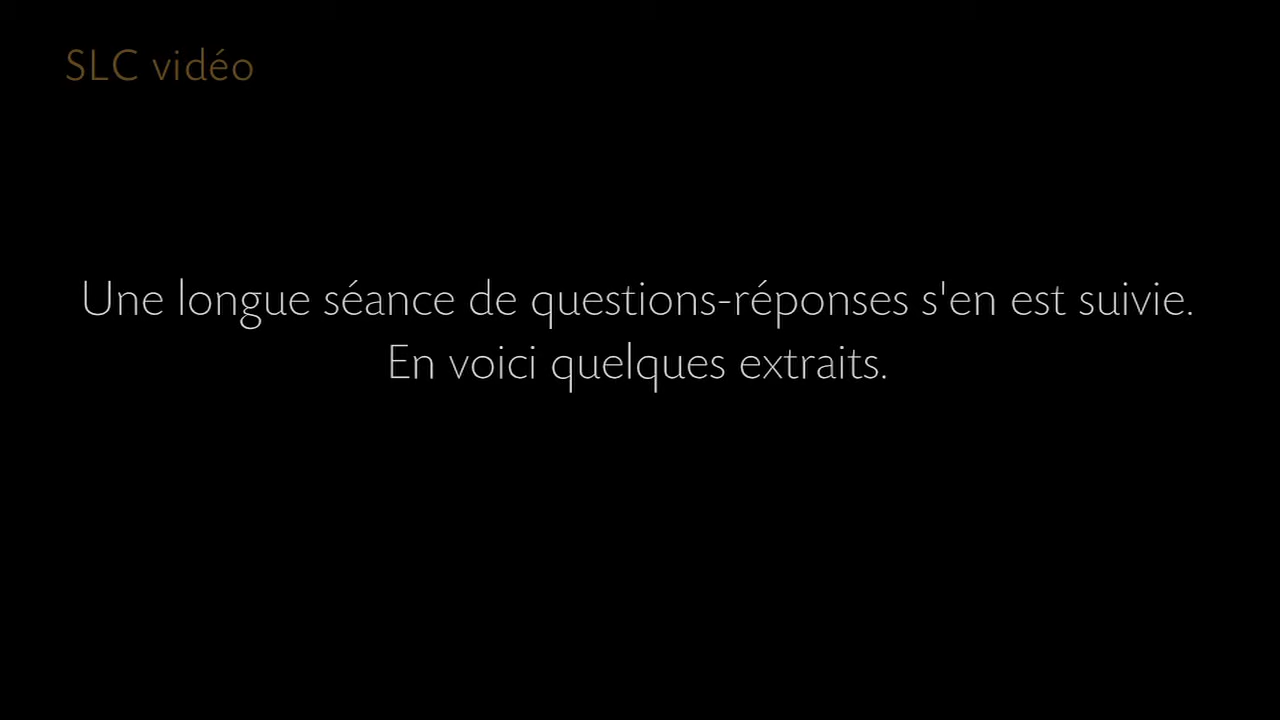 SLC vidéo
Une longue séance de questions-réponses s'en est suivie.
En voici quelques extraits.